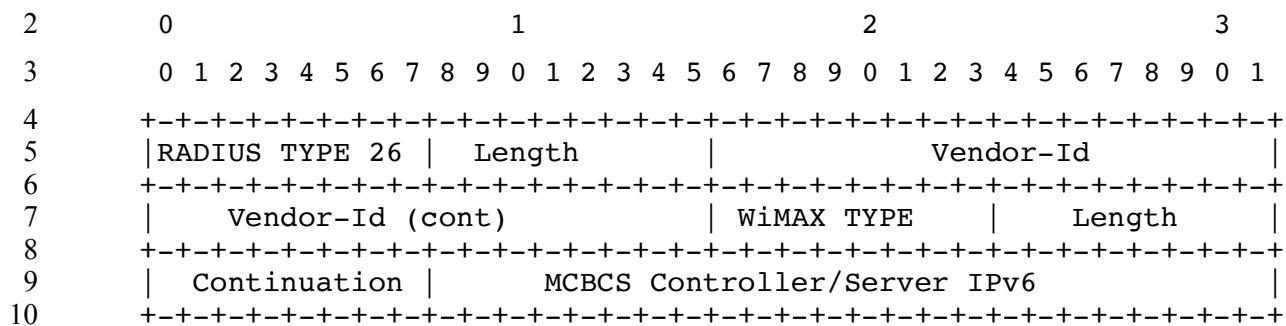 2 0 1 2 3
3 0 1 2 3 4 5 6 7 8 9 0 1 2 3 4 5 6 7 8 9 0 1 2 3 4 5 6 7 8 9 0 1
4 +-+-+-+-+-+-+-+-+-+-+-+-+-+-+-+-+-+-+-+-+-+-+-+-+-+-+-+-+-+-+-+-+
5 |RADIUS TYPE 26 | Length | Vendor-Id |
6 +-+-+-+-+-+-+-+-+-+-+-+-+-+-+-+-+-+-+-+-+-+-+-+-+-+-+-+-+-+-+-+-+
7 | Vendor-Id (cont) | WiMAX TYPE | Length |
8 +-+-+-+-+-+-+-+-+-+-+-+-+-+-+-+-+-+-+-+-+-+-+-+-+-+-+-+-+-+-+-+-+
9 | Continuation | MCBCS Controller/Server IPv6 |
10 +-+-+-+-+-+-+-+-+-+-+-+-+-+-+-+-+-+-+-+-+-+-+-+-+-+-+-+-+-+-+-+-+